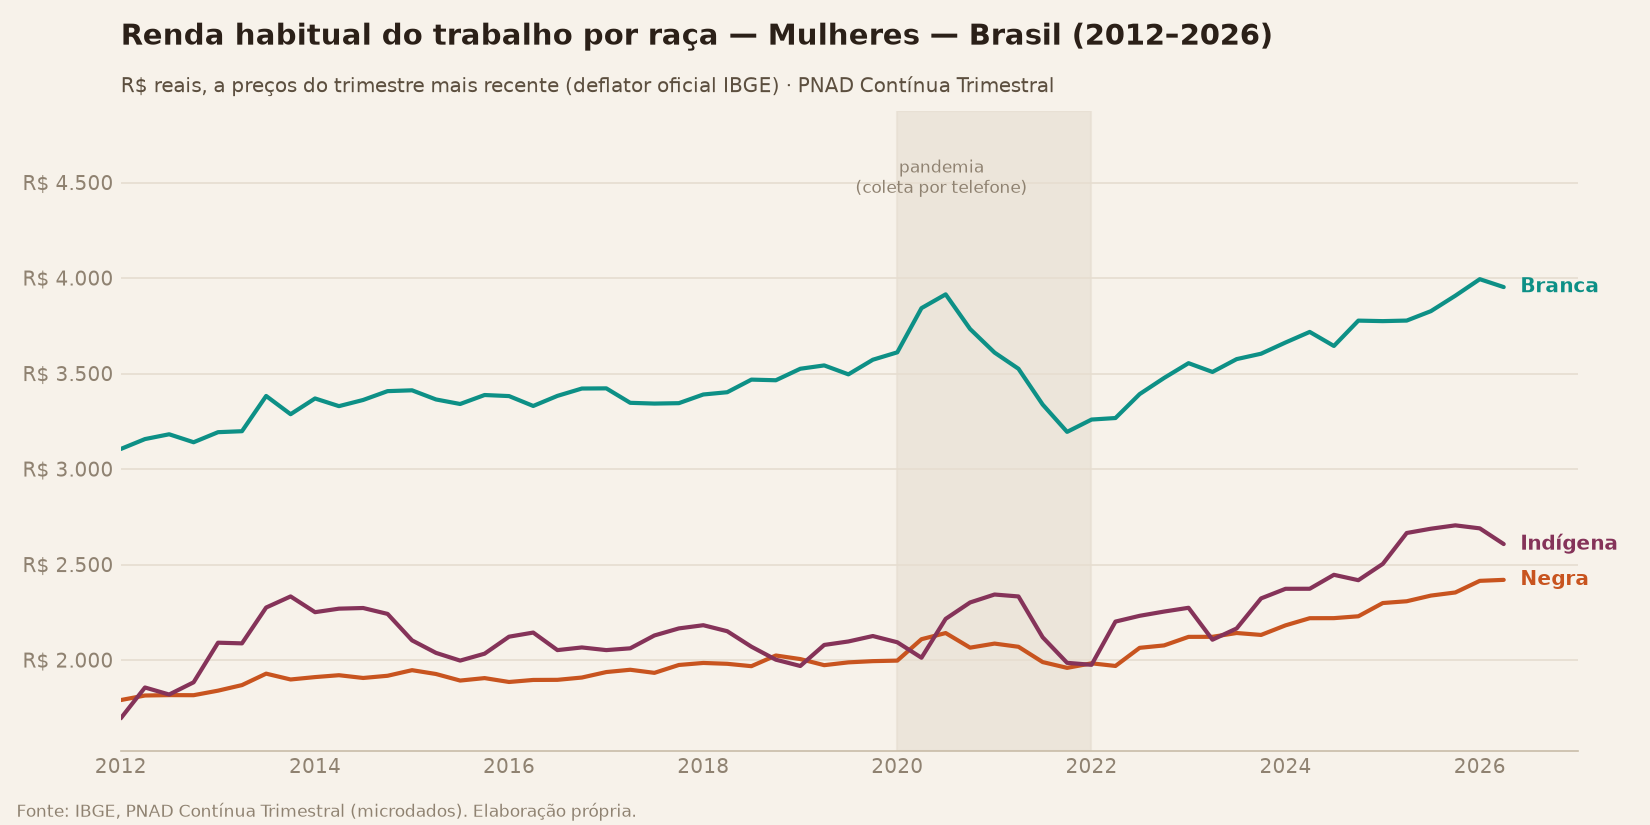 Renda habitual do trabalho por raça — Mulheres — Brasil (2012–2026)
R$ reais, a preços do trimestre mais recente (deflator oficial IBGE) · PNAD Contínua Trimestral
pandemia
(coleta por telefone)
R$ 4.500
R$ 4.000
R$ 3.500
R$ 3.000
R$ 2.500
R$ 2.000
Branca
Indígena
Negra
2012 2014 2016 2018 2020 2022 2024 2026
Fonte: IBGE, PNAD Contínua Trimestral (microdados). Elaboração própria.